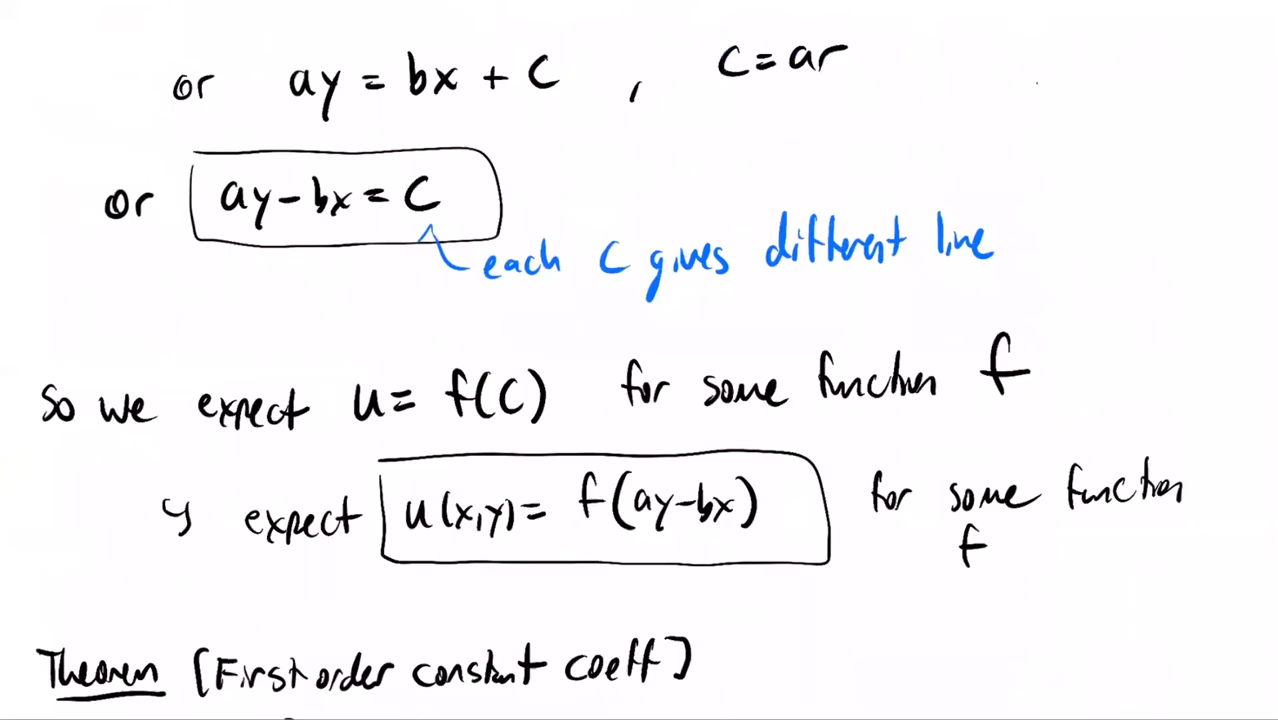 or ay = bx + C , C = ar
or ay - bx = C
each C gives different line
So we expect u = f(C) for some function f
expect u(x,y) = f(ay-bx) for some function
f
Theorem [First order constant coeff]